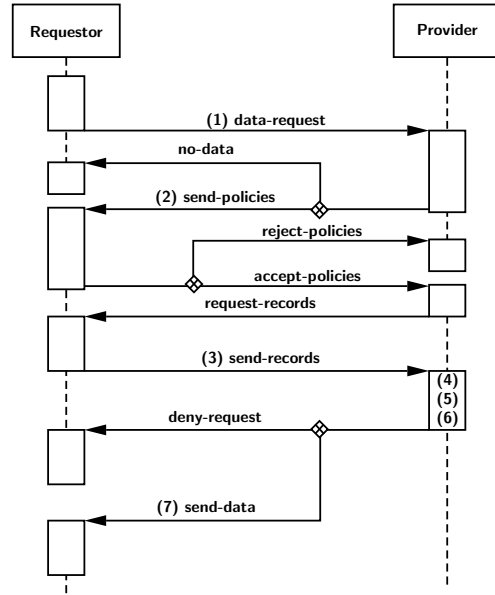 Requestor
Provider
(1) data-request
no-data
(2) send-policies
reject-policies
accept-policies
request-records
(3) send-records
(4)
(5)
(6)
deny-request
(7) send-data